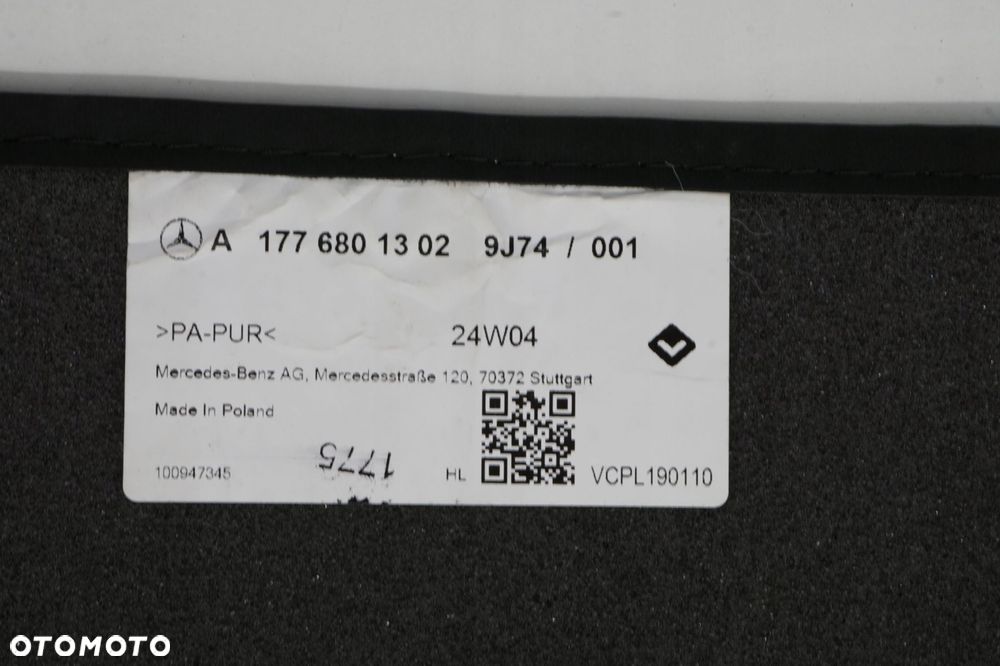 A 177 680 13 02 9J74 / 001
>PA-PUR< 24W04
Mercedes-Benz AG, Mercedesstraße 120, 70372 Stuttgart
Made In Poland
1775
100947345 HL VCPL190110
OTOMOTO